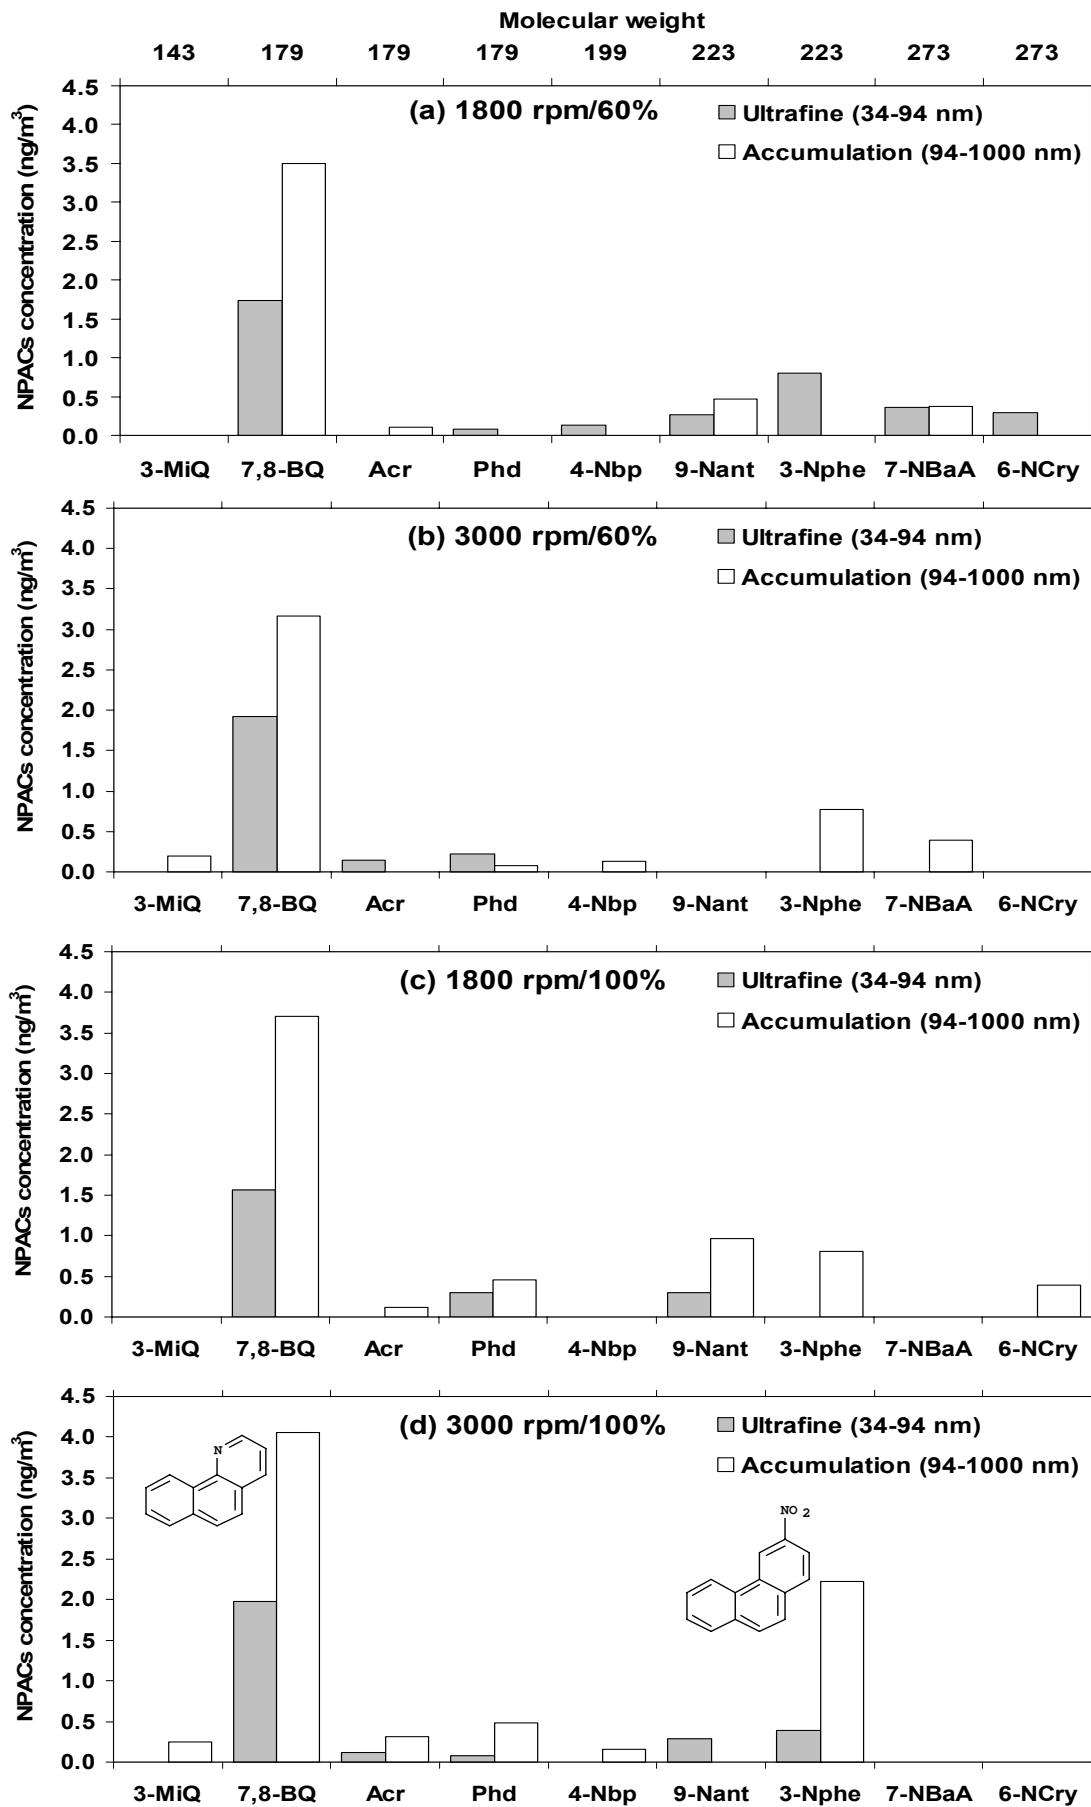 Molecular weight
143 179 179 179 199 223 223 273 273
(a) 1800 rpm/60%
Ultrafine (34-94 nm)
Accumulation (94-1000 nm)
NPACs concentration (ng/m³)
4.5
4.0
3.5
3.0
2.5
2.0
1.5
1.0
0.5
0.0
3-MiQ 7,8-BQ Acr Phd 4-Nbp 9-Nant 3-Nphe 7-NBaA 6-NCry
(b) 3000 rpm/60%
Ultrafine (34-94 nm)
Accumulation (94-1000 nm)
NPACs concentration (ng/m³)
4.5
4.0
3.5
3.0
2.5
2.0
1.5
1.0
0.5
0.0
3-MiQ 7,8-BQ Acr Phd 4-Nbp 9-Nant 3-Nphe 7-NBaA 6-NCry
(c) 1800 rpm/100%
Ultrafine (34-94 nm)
Accumulation (94-1000 nm)
NPACs concentration (ng/m³)
4.5
4.0
3.5
3.0
2.5
2.0
1.5
1.0
0.5
0.0
3-MiQ 7,8-BQ Acr Phd 4-Nbp 9-Nant 3-Nphe 7-NBaA 6-NCry
(d) 3000 rpm/100%
Ultrafine (34-94 nm)
Accumulation (94-1000 nm)
NPACs concentration (ng/m³)
4.5
4.0
3.5
3.0
2.5
2.0
1.5
1.0
0.5
0.0
N
NO 2
3-MiQ 7,8-BQ Acr Phd 4-Nbp 9-Nant 3-Nphe 7-NBaA 6-NCry